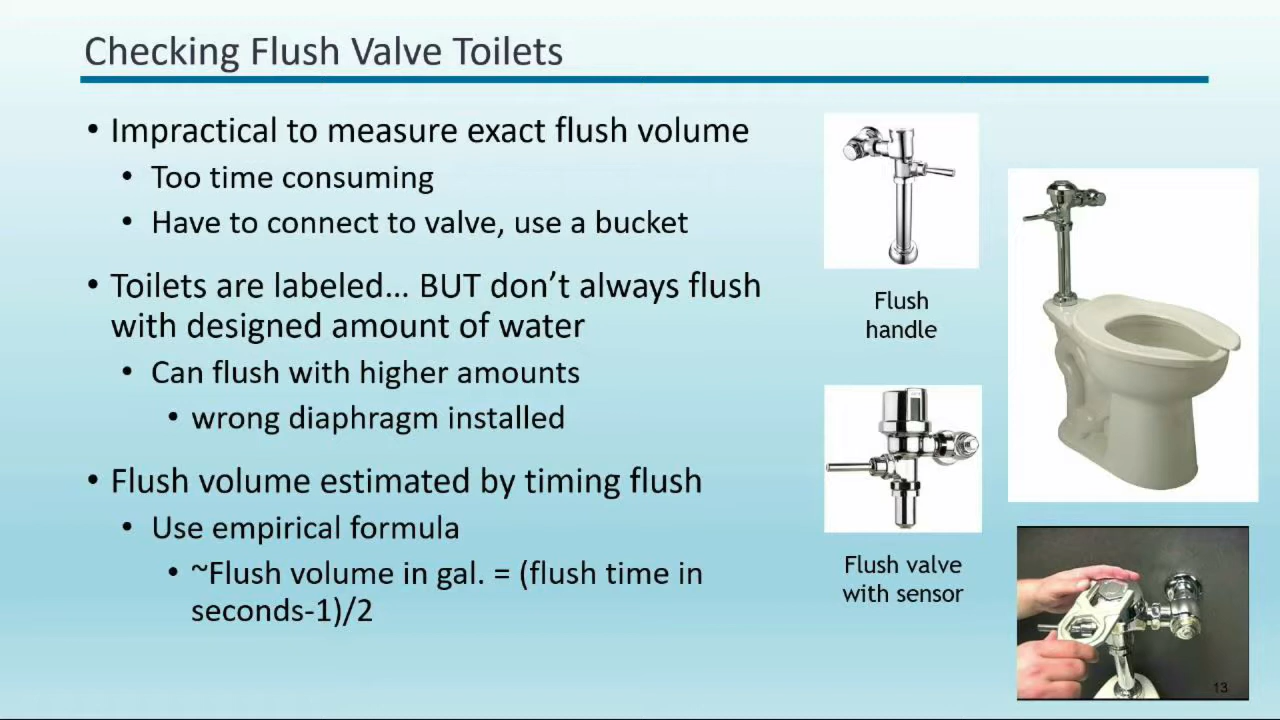 Checking Flush Valve Toilets
• Impractical to measure exact flush volume
• Too time consuming
• Have to connect to valve, use a bucket
• Toilets are labeled… BUT don’t always flush
with designed amount of water
• Can flush with higher amounts
• wrong diaphragm installed
• Flush volume estimated by timing flush
• Use empirical formula
• ~Flush volume in gal. = (flush time in
seconds-1)/2
Flush
handle
Flush valve
with sensor
13